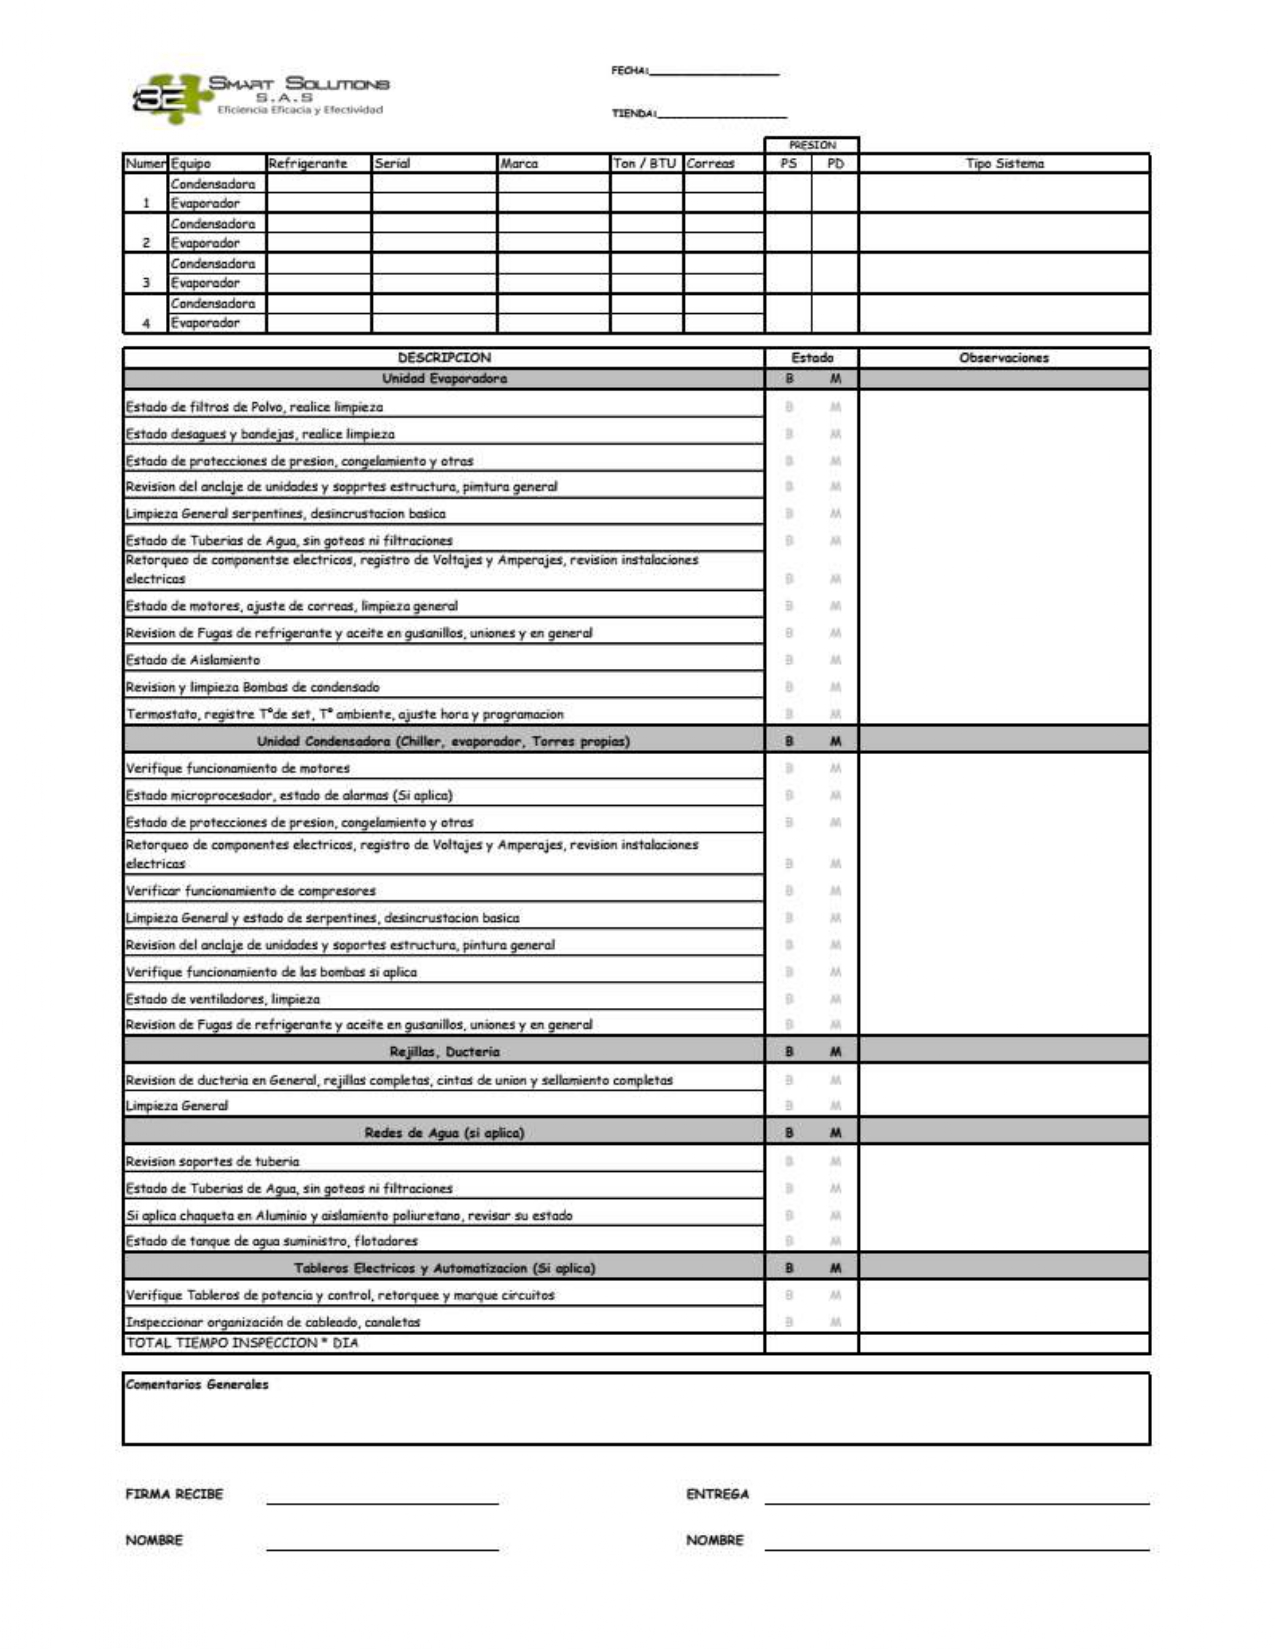 3E SMART SOLUTIONS
S.A.S
Eficiencia Eficacia y Efectividad
FECHA:____________________
TIENDA:____________________
PRESION
Numer Equipo Refrigerante Serial Marca Ton / BTU Correas PS PD Tipo Sistema
Condensadora
1 Evaporador
Condensadora
2 Evaporador
Condensadora
3 Evaporador
Condensadora
4 Evaporador
DESCRIPCION Estado Observaciones
Unidad Evaporadora B M
Estado de filtros de Polvo, realice limpieza B M
Estado desagues y bandejas, realice limpieza B M
Estado de protecciones de presion, congelamiento y otras B M
Revision del anclaje de unidades y sopprtes estructura, pimtura general B M
Limpieza General serpentines, desincrustacion basica B M
Estado de Tuberias de Agua, sin goteos ni filtraciones B M
Retorqueo de componentse electricos, registro de Voltajes y Amperajes, revision instalaciones
electricas B M
Estado de motores, ajuste de correas, limpieza general B M
Revision de Fugas de refrigerante y aceite en gusanillos, uniones y en general B M
Estado de Aislamiento B M
Revision y limpieza Bombas de condensado B M
Termostato, registre T°de set, T° ambiente, ajuste hora y programacion B M
Unidad Condensadora (Chiller, evaporador, Torres propias) B M
Verifique funcionamiento de motores B M
Estado microprocesador, estado de alarmas (Si aplica) B M
Estado de protecciones de presion, congelamiento y otras B M
Retorqueo de componentes electricos, registro de Voltajes y Amperajes, revision instalaciones
electricas B M
Verificar funcionamiento de compresores B M
Limpieza General y estado de serpentines, desincrustacion basica B M
Revision del anclaje de unidades y soportes estructura, pintura general B M
Verifique funcionamiento de las bombas si aplica B M
Estado de ventiladores, limpieza B M
Revision de Fugas de refrigerante y aceite en gusanillos, uniones y en general B M
Rejillas, Ducteria B M
Revision de ducteria en General, rejillas completas, cintas de union y sellamiento completas B M
Limpieza General B M
Redes de Agua (si aplica) B M
Revision soportes de tuberia B M
Estado de Tuberias de Agua, sin goteos ni filtraciones B M
Si aplica chaqueta en Aluminio y aislamiento poliuretano, revisar su estado B M
Estado de tanque de agua suministro, flotadores B M
Tableros Electricos y Automatizacion (Si aplica) B M
Verifique Tableros de potencia y control, retorquee y marque circuitos B M
Inspeccionar organización de cableado, canaletas B M
TOTAL TIEMPO INSPECCION * DIA
Comentarios Generales
FIRMA RECIBE ENTREGA
NOMBRE NOMBRE